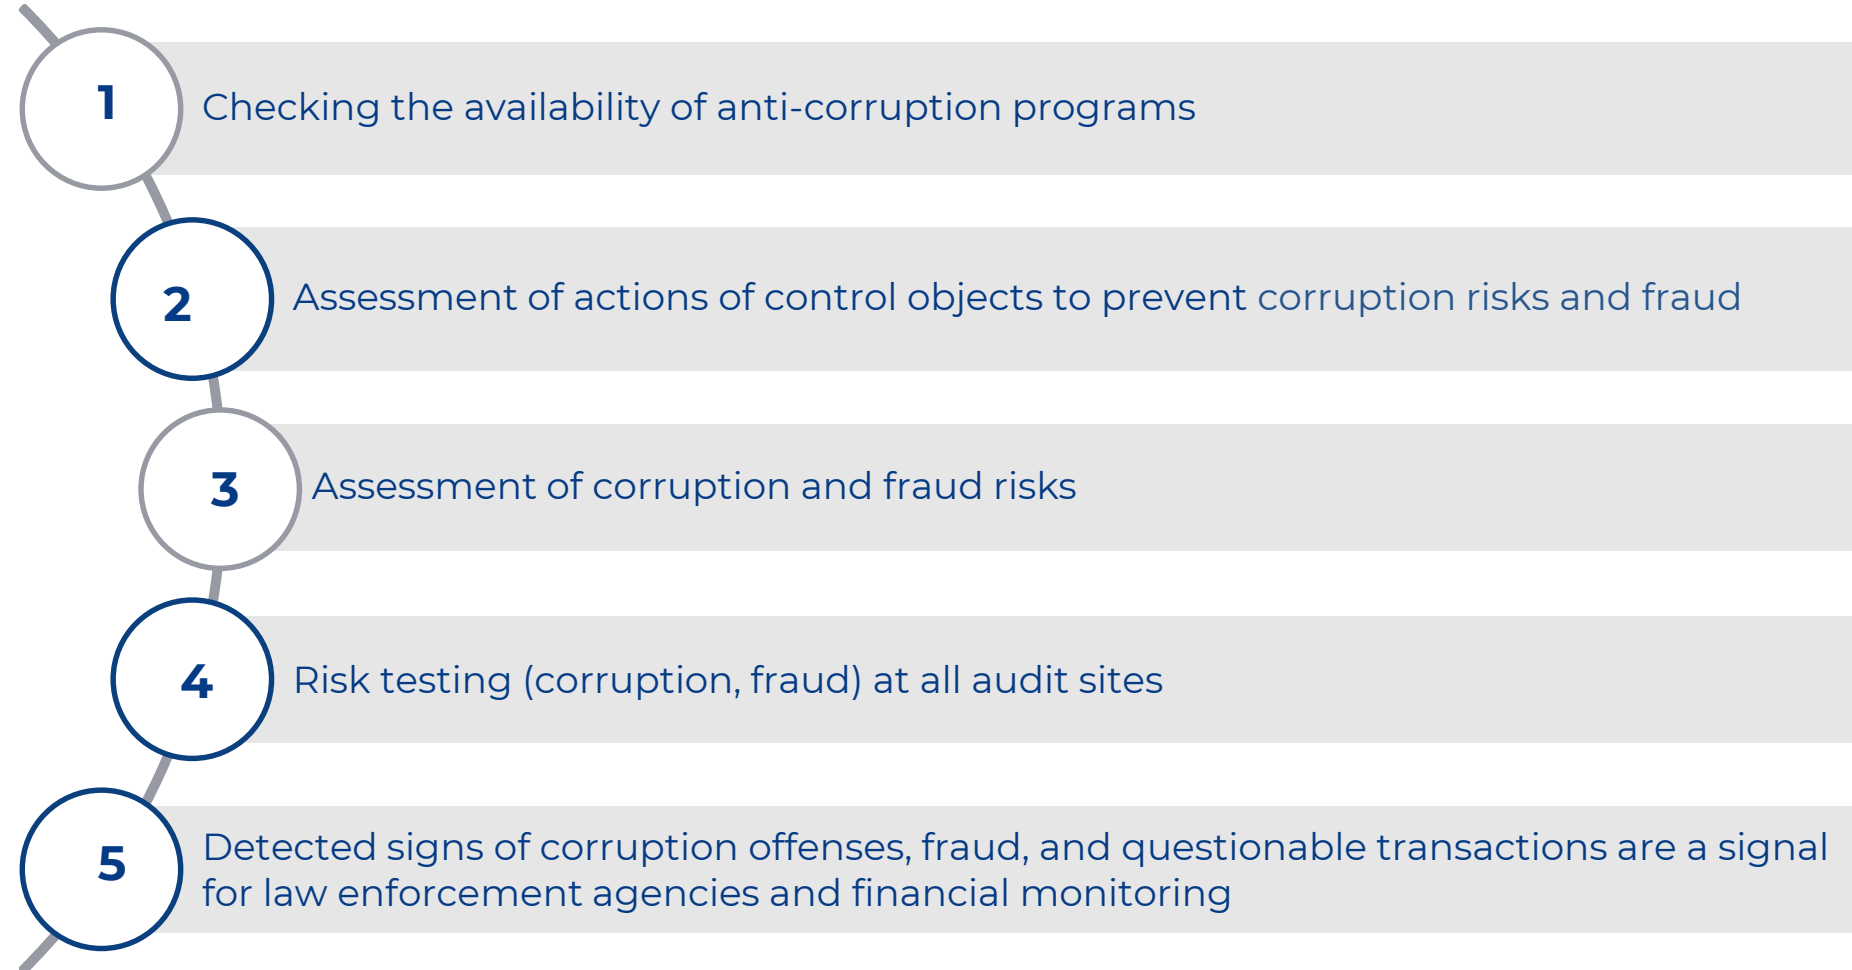 1
Checking the availability of anti-corruption programs
2
Assessment of actions of control objects to prevent corruption risks and fraud
3
Assessment of corruption and fraud risks
4
Risk testing (corruption, fraud) at all audit sites
5
Detected signs of corruption offenses, fraud, and questionable transactions are a signal
for law enforcement agencies and financial monitoring